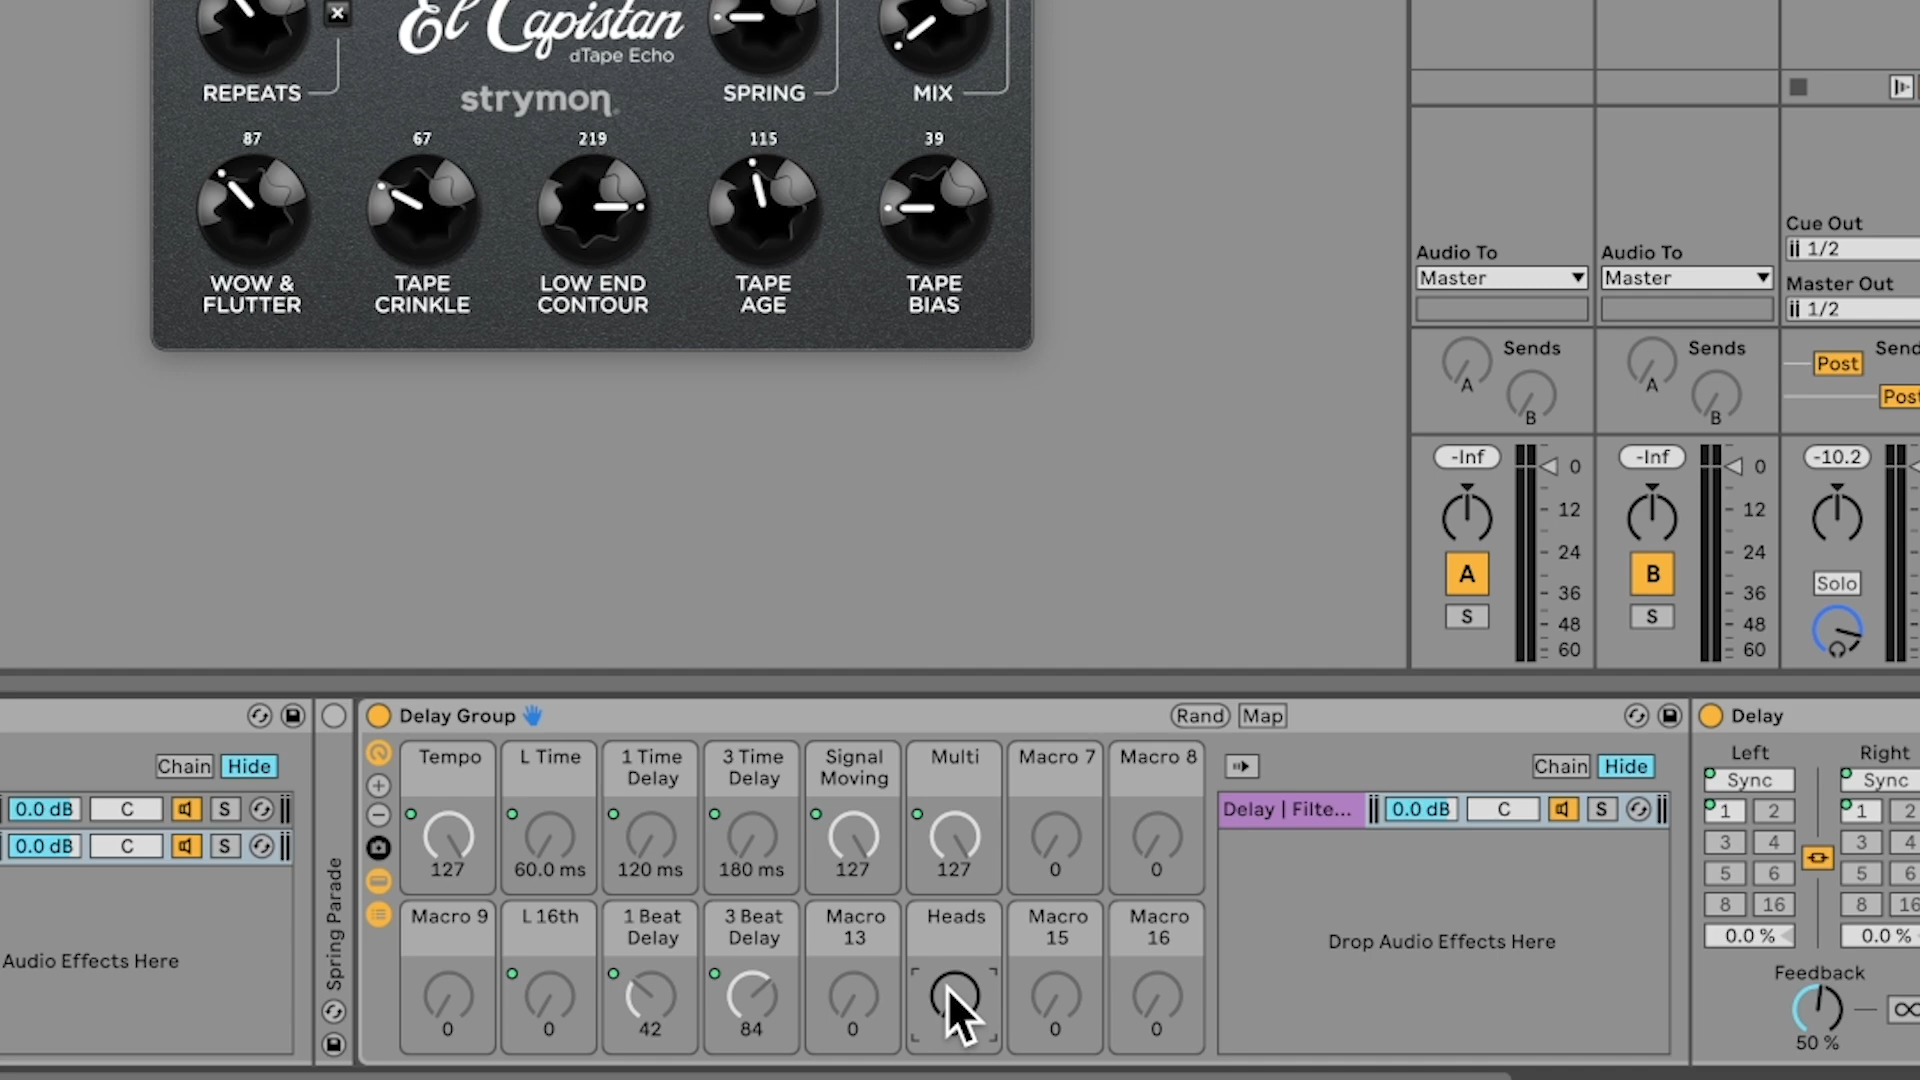 El Capistan
dTape Echo
strymon
REPEATS
SPRING
MIX
87
67
219
115
39
WOW &
FLUTTER
TAPE
CRINKLE
LOW END
CONTOUR
TAPE
AGE
TAPE
BIAS
Audio To
Master
Audio To
Master
Cue Out
1/2
Master Out
1/2
Sends
A
B
Sends
A
B
Post
Send
Post
-Inf
0
12
24
36
48
60
A
S
-Inf
0
12
24
36
48
60
B
S
-10.2
Solo
Chain
Hide
0.0 dB
C
S
0.0 dB
C
S
Audio Effects Here
Spring Parade
Delay Group
Rand
Map
Tempo
127
L Time
60.0 ms
1 Time
Delay
120 ms
3 Time
Delay
180 ms
Signal
Moving
127
Multi
127
Macro 7
0
Macro 8
0
Macro 9
0
L 16th
0
1 Beat
Delay
42
3 Beat
Delay
84
Macro
13
0
Heads
Macro
15
0
Macro
16
0
Chain
Hide
Delay | Filte...
0.0 dB
C
S
Drop Audio Effects Here
Delay
Left
Right
Sync
Sync
1 2
3 4
5 6
8 16
0.0 %
1 2
3 4
5 6
8 16
0.0 %
Feedback
50 %